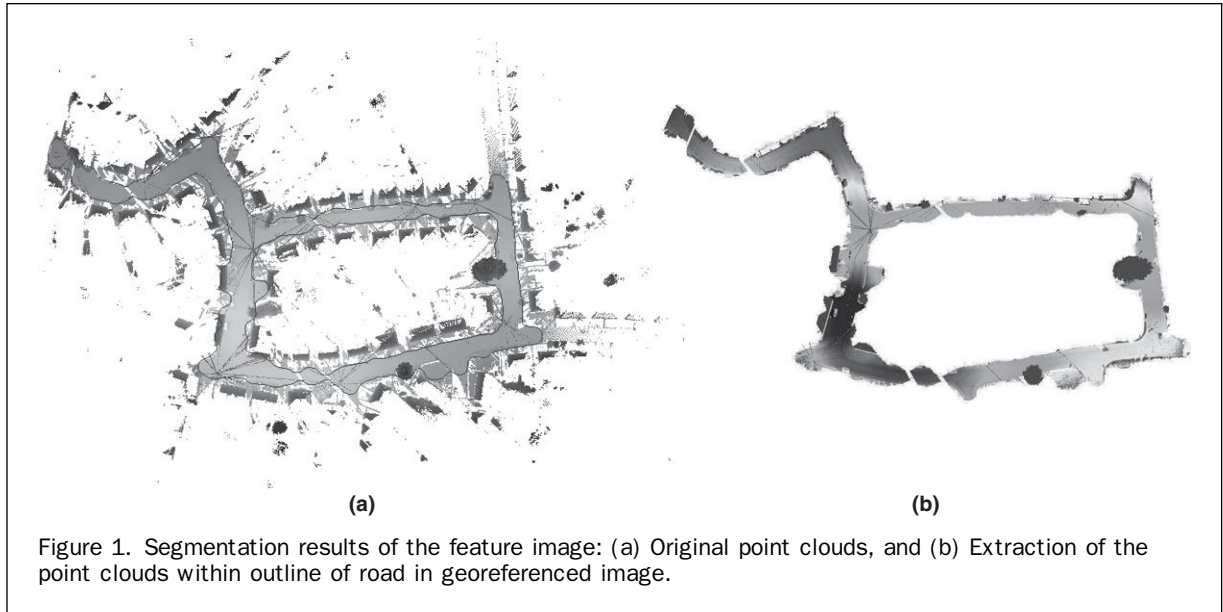 (a)
(b)
Figure 1. Segmentation results of the feature image: (a) Original point clouds, and (b) Extraction of the
point clouds within outline of road in georeferenced image.